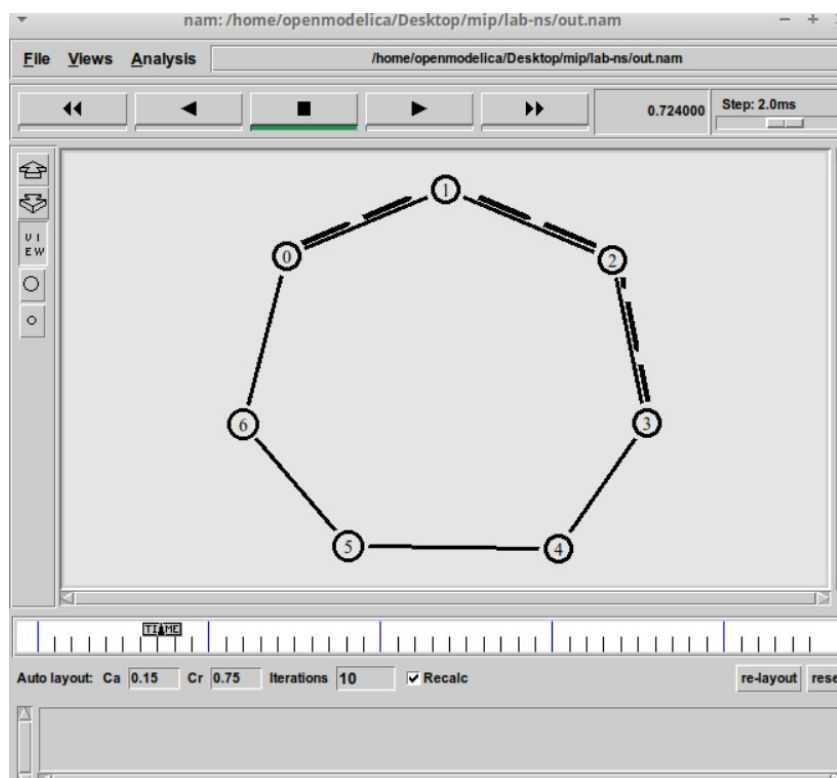 nam: /home/openmodelica/Desktop/mip/lab-ns/out.nam
File Views Analysis /home/openmodelica/Desktop/mip/lab-ns/out.nam
0.724000 Step: 2.0ms
V I
E W
1
0
2
6
3
5
4
TIME
Auto layout: Ca 0.15 Cr 0.75 Iterations 10 Recalc re-layout rese